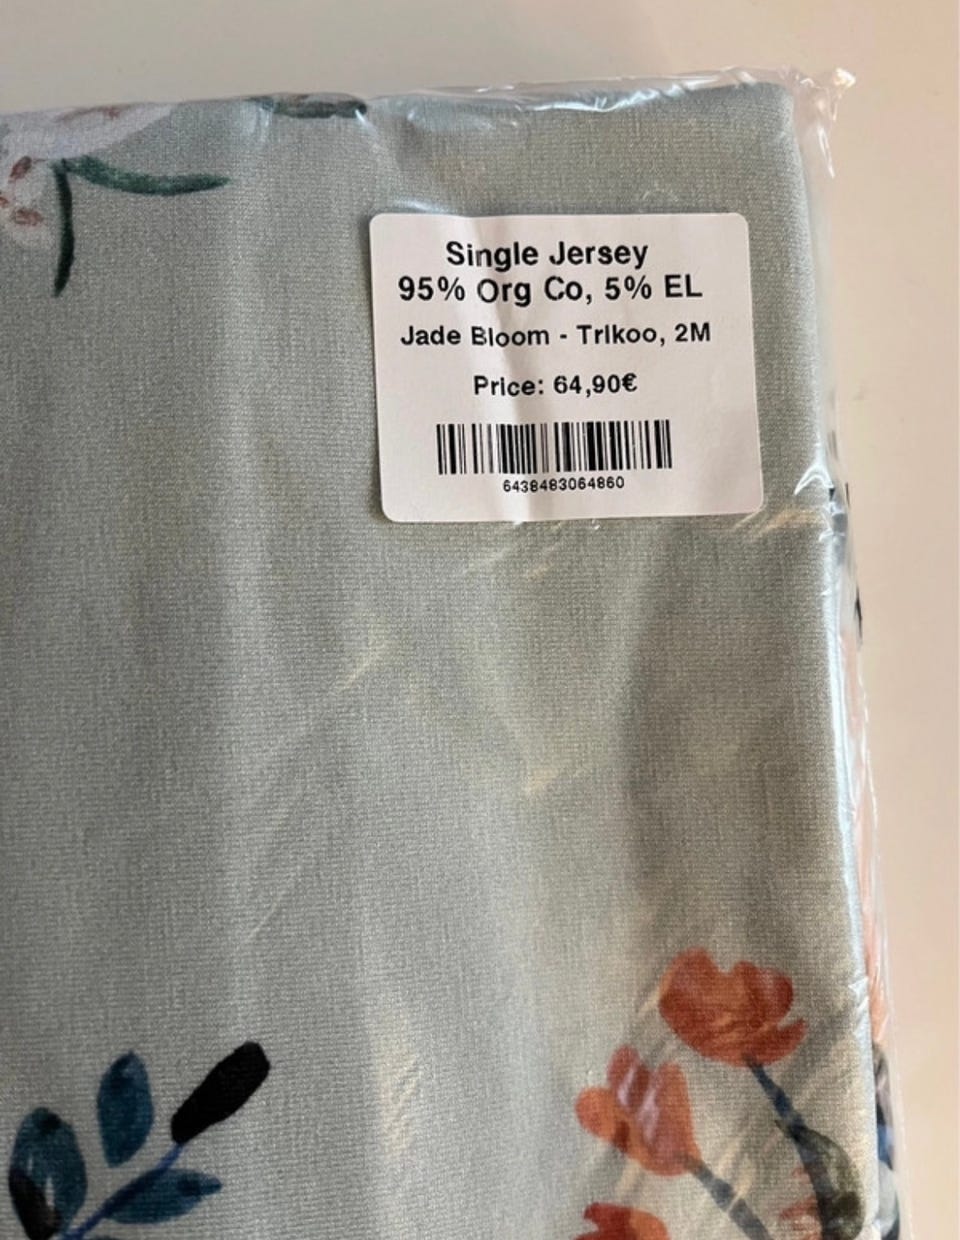 Single Jersey
95% Org Co, 5% EL
Jade Bloom - Trikoo, 2M
Price: 64,90€
6438483064860